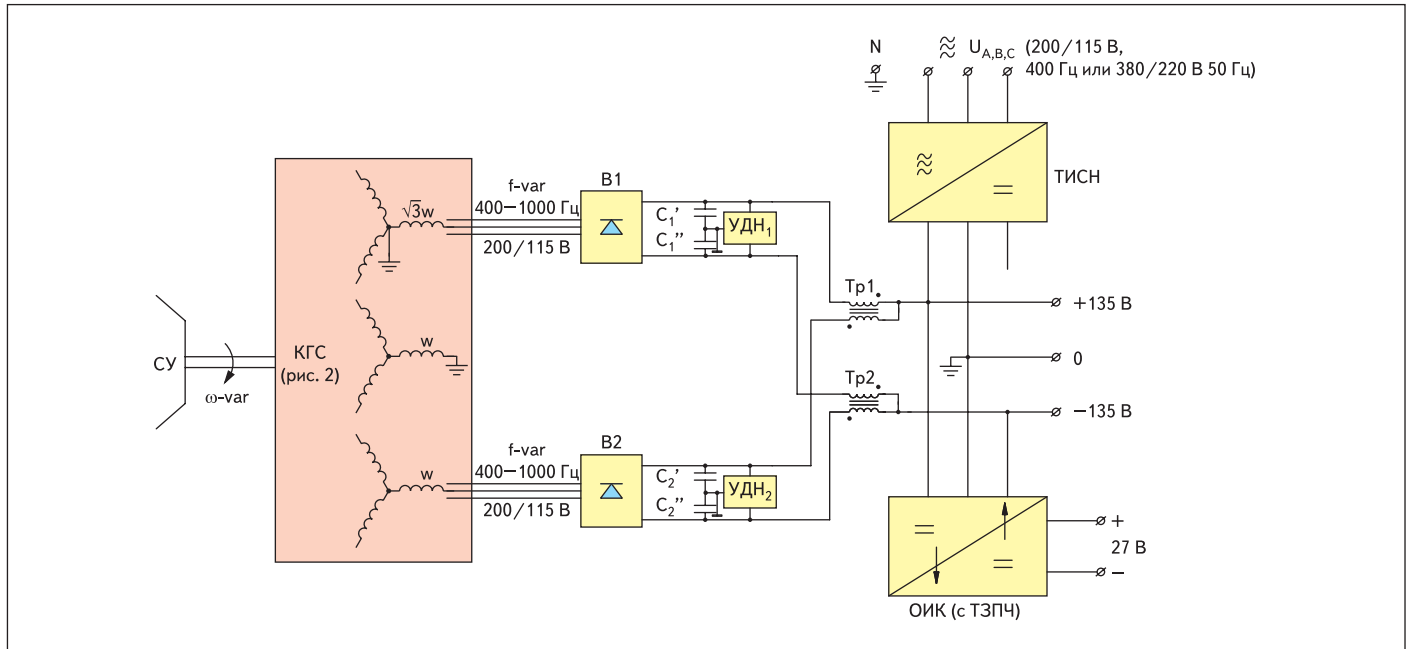 N
U_A,B,C (200/115 В,
400 Гц или 380/220 В 50 Гц)
ТИСН
f-var
400–1000 Гц
200/115 В
В1
C₁’
C₁’’
УДН₁
√3w
Тр1
+135 В
СУ
ω-var
КГС
(рис. 2)
w
0
Тр2
−135 В
w
f-var
400–1000 Гц
200/115 В
В2
C₂’
C₂’’
УДН₂
+
27 В
−
ОИК (с ТЗПЧ)